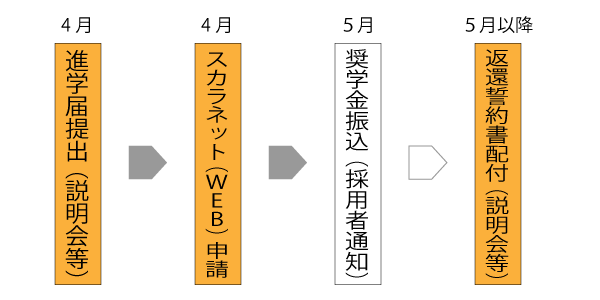 4月
進学届提出(説明会等)
4月
スカラネット(WEB)申請
5月
奨学金振込(採用者通知)
5月以降
返還誓約書配付(説明会等)